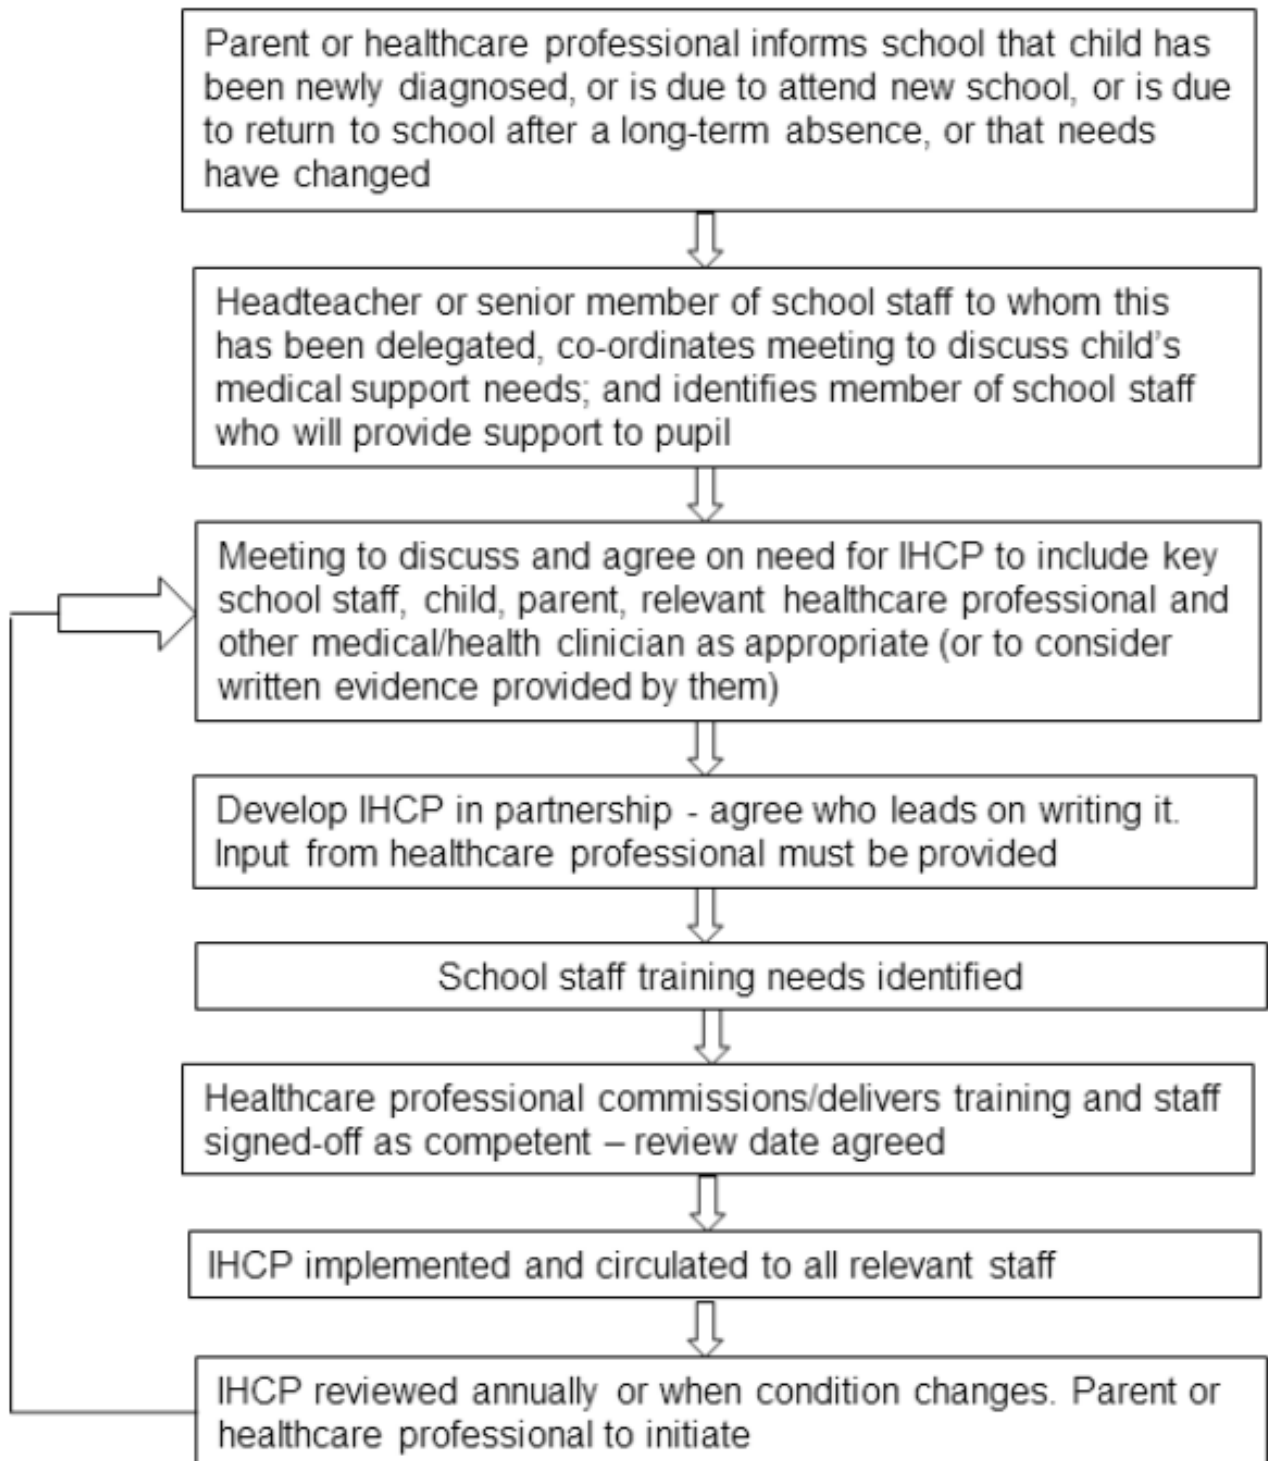 Parent or healthcare professional informs school that child has
been newly diagnosed, or is due to attend new school, or is due
to return to school after a long-term absence, or that needs
have changed
Headteacher or senior member of school staff to whom this
has been delegated, co-ordinates meeting to discuss child's
medical support needs; and identifies member of school staff
who will provide support to pupil
Meeting to discuss and agree on need for IHCP to include key
school staff, child, parent, relevant healthcare professional and
other medical/health clinician as appropriate (or to consider
written evidence provided by them)
Develop IHCP in partnership - agree who leads on writing it.
Input from healthcare professional must be provided
School staff training needs identified
Healthcare professional commissions/delivers training and staff
signed-off as competent – review date agreed
IHCP implemented and circulated to all relevant staff
IHCP reviewed annually or when condition changes. Parent or
healthcare professional to initiate